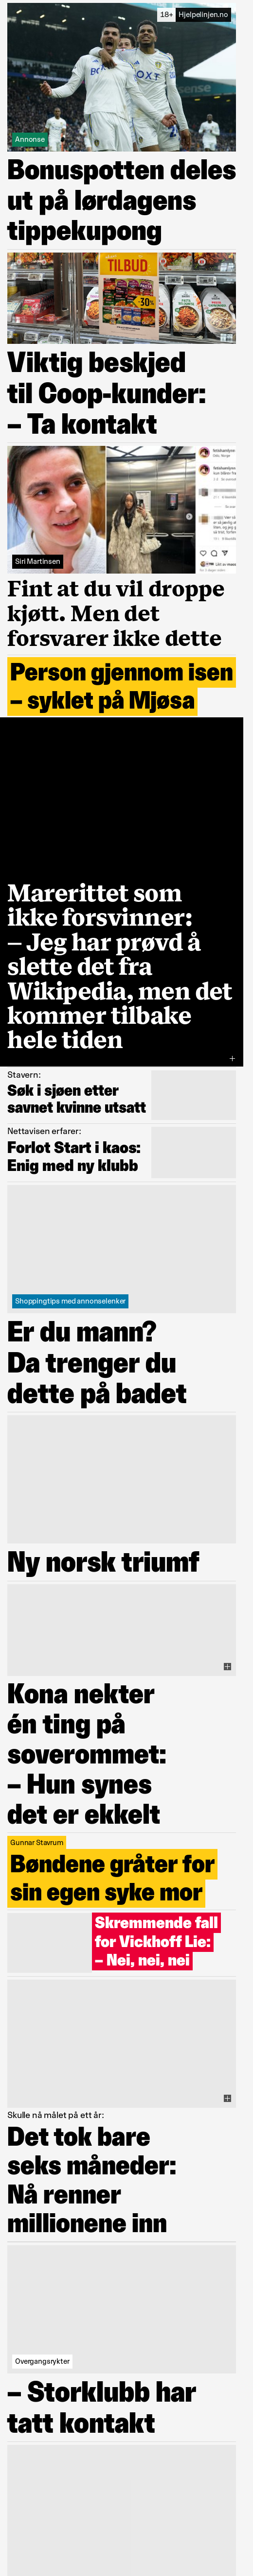 18+ Hjelpelinjen.no
Annonse
Bonuspotten deles
ut på lørdagens
tippekupong
TILBUD
30%
Viktig beskjed
til Coop-kunder:
– Ta kontakt
Siri Martinsen
Fint at du vil droppe
kjøtt. Men det
forsvarer ikke dette
Person gjennom isen
– syklet på Mjøsa
Marerittet som
ikke forsvinner:
– Jeg har prøvd å
slette det fra
Wikipedia, men det
kommer tilbake
hele tiden
Stavern:
Søk i sjøen etter
savnet kvinne utsatt
Nettavisen erfarer:
Forlot Start i kaos:
Enig med ny klubb
Shoppingtips med annonselenker
Er du mann?
Da trenger du
dette på badet
Ny norsk triumf
Kona nekter
én ting på
soverommet:
– Hun synes
det er ekkelt
Gunnar Stavrum
Bøndene gråter for
sin egen syke mor
Skremmende fall
for Vickhoff Lie:
– Nei, nei, nei
Skulle nå målet på ett år:
Det tok bare
seks måneder:
Nå renner
millionene inn
Overgangsrykter
– Storklubb har
tatt kontakt